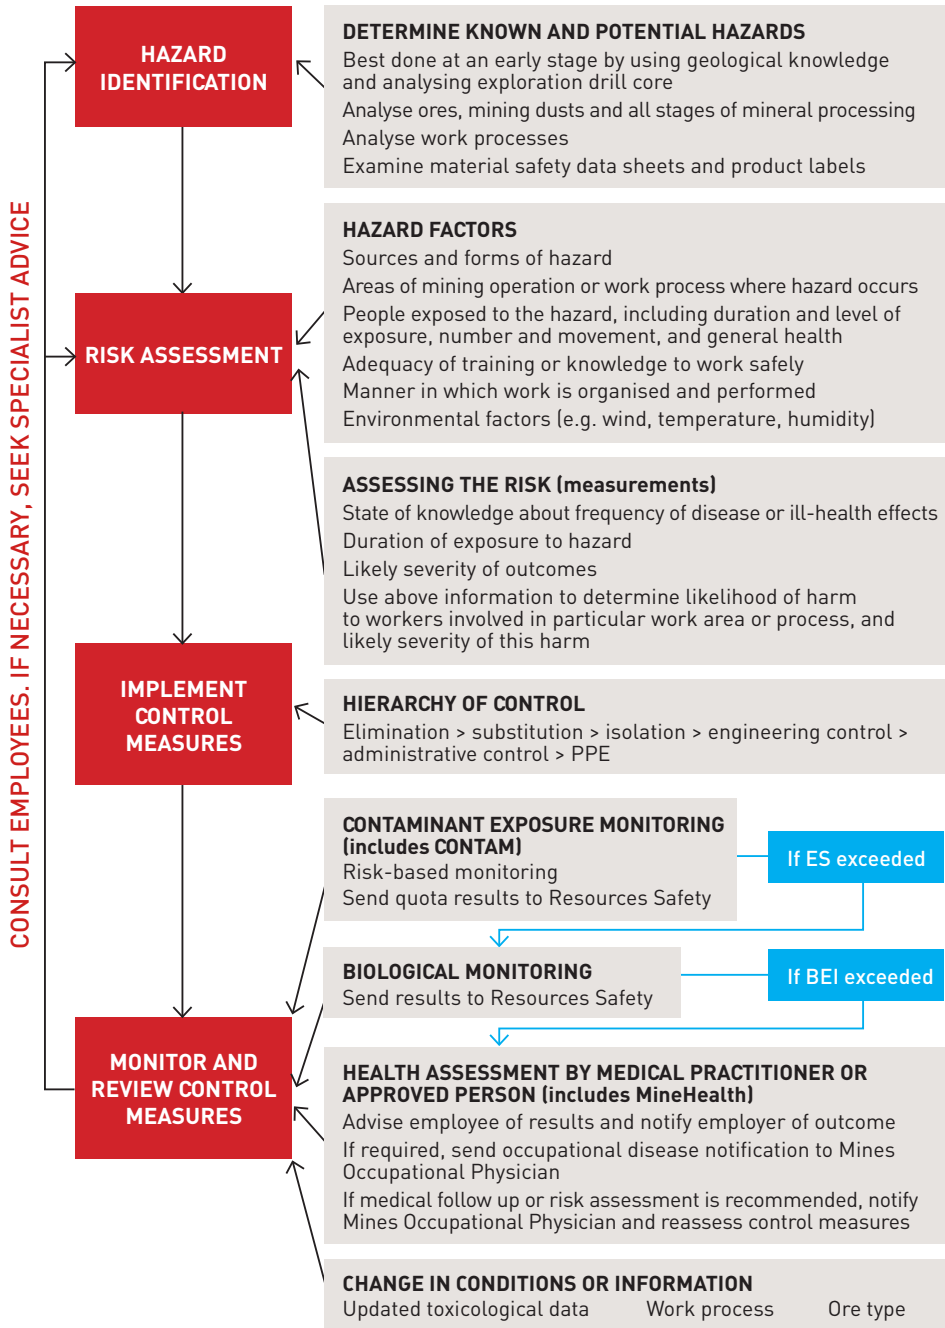 CONSULT EMPLOYEES. IF NECESSARY, SEEK SPECIALIST ADVICE
HAZARD
IDENTIFICATION
DETERMINE KNOWN AND POTENTIAL HAZARDS
Best done at an early stage by using geological knowledge
and analysing exploration drill core
Analyse ores, mining dusts and all stages of mineral processing
Analyse work processes
Examine material safety data sheets and product labels
RISK ASSESSMENT
HAZARD FACTORS
Sources and forms of hazard
Areas of mining operation or work process where hazard occurs
People exposed to the hazard, including duration and level of
exposure, number and movement, and general health
Adequacy of training or knowledge to work safely
Manner in which work is organised and performed
Environmental factors (e.g. wind, temperature, humidity)
ASSESSING THE RISK (measurements)
State of knowledge about frequency of disease or ill-health effects
Duration of exposure to hazard
Likely severity of outcomes
Use above information to determine likelihood of harm
to workers involved in particular work area or process, and
likely severity of this harm
IMPLEMENT
CONTROL
MEASURES
HIERARCHY OF CONTROL
Elimination > substitution > isolation > engineering control >
administrative control > PPE
CONTAMINANT EXPOSURE MONITORING
(includes CONTAM)
Risk-based monitoring
Send quota results to Resources Safety
If ES exceeded
BIOLOGICAL MONITORING
Send results to Resources Safety
If BEI exceeded
MONITOR AND
REVIEW CONTROL
MEASURES
HEALTH ASSESSMENT BY MEDICAL PRACTITIONER OR
APPROVED PERSON (includes MineHealth)
Advise employee of results and notify employer of outcome
If required, send occupational disease notification to Mines
Occupational Physician
If medical follow up or risk assessment is recommended, notify
Mines Occupational Physician and reassess control measures
CHANGE IN CONDITIONS OR INFORMATION
Updated toxicological data Work process Ore type